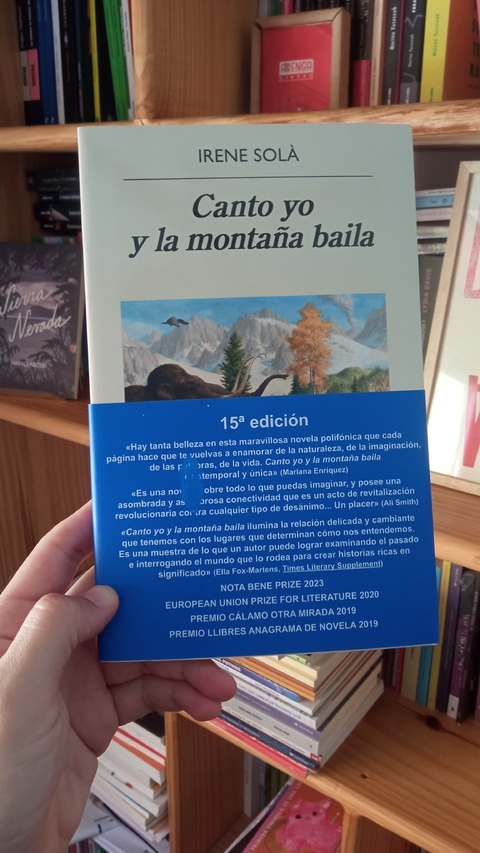 ARENGA
IRENE SOLÀ
Canto yo
y la montaña baila
Sierra
Nevada
LYDIA DAVIS
15ª edición
«Hay tanta belleza en esta maravillosa novela polifónica que cada
página hace que te vuelvas a enamorar de la naturaleza, de la imaginación,
de las palabras, de la vida. Canto yo y la montaña baila
temporal y única» (Mariana Enriquez)
«Es una sobre todo lo que puedas imaginar, y posee una
asombrada y asombrosa conectividad que es un acto de revitalización
revolucionaria contra cualquier tipo de desánimo... Un placer» (Ali Smith)
«Canto yo y la montaña baila ilumina la relación delicada y cambiante
que tenemos con los lugares que determinan cómo nos entendemos.
Es una muestra de lo que un autor puede lograr examinando el pasado
e interrogando el mundo que lo rodea para crear historias ricas en
significado» (Ella Fox-Martens, Times Literary Supplement)
NOTA BENE PRIZE 2023
EUROPEAN UNION PRIZE FOR LITERATURE 2020
PREMIO CÁLAMO OTRA MIRADA 2019
PREMIO LLIBRES ANAGRAMA DE NOVELA 2019